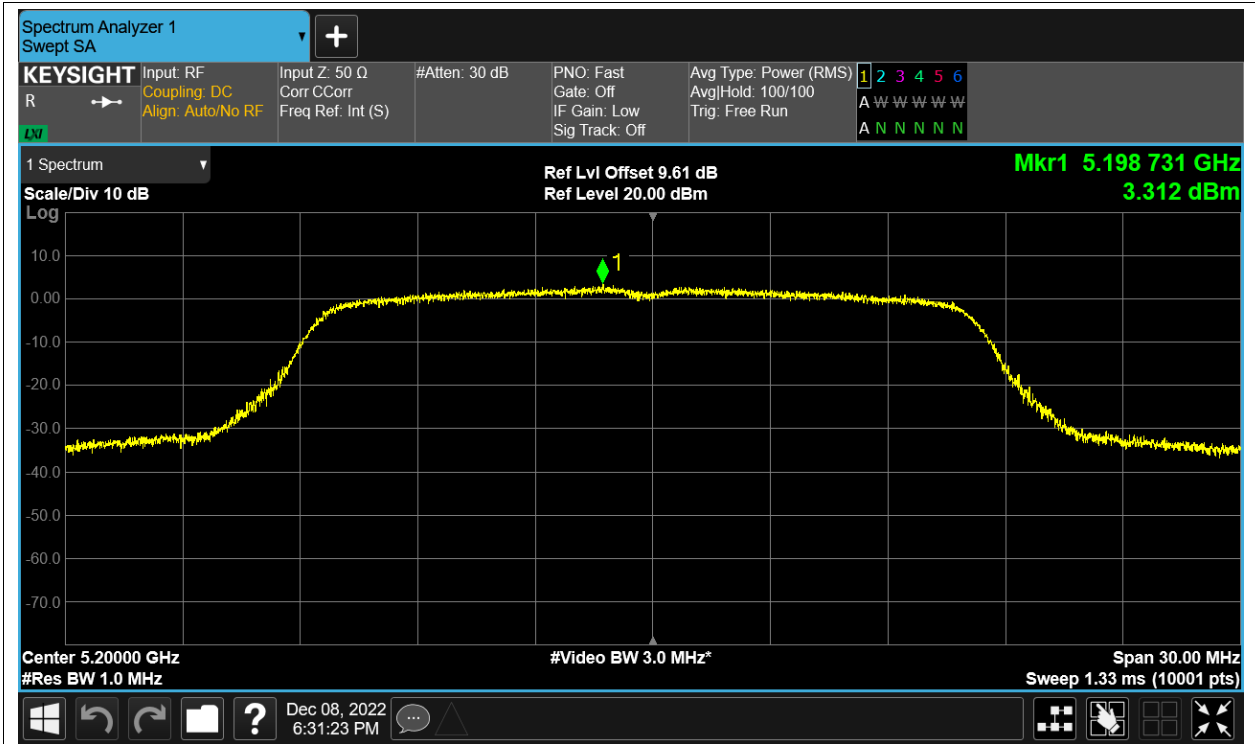 Spectrum Analyzer 1
Swept SA
KEYSIGHT
R
LXI
Input: RF
Coupling: DC
Align: Auto/No RF
Input Z: 50 Ω
Corr CCorr
Freq Ref: Int (S)
#Atten: 30 dB
PNO: Fast
Gate: Off
IF Gain: Low
Sig Track: Off
Avg Type: Power (RMS)
Avg|Hold: 100/100
Trig: Free Run
1 2 3 4 5 6
A W W W W W
A N N N N N
1 Spectrum
Scale/Div 10 dB
Log
Ref Lvl Offset 9.61 dB
Ref Level 20.00 dBm
Mkr1 5.198 731 GHz
3.312 dBm
1
10.0
0.00
-10.0
-20.0
-30.0
-40.0
-50.0
-60.0
-70.0
Center 5.20000 GHz
#Res BW 1.0 MHz
#Video BW 3.0 MHz*
Span 30.00 MHz
Sweep 1.33 ms (10001 pts)
?
Dec 08, 2022
6:31:23 PM